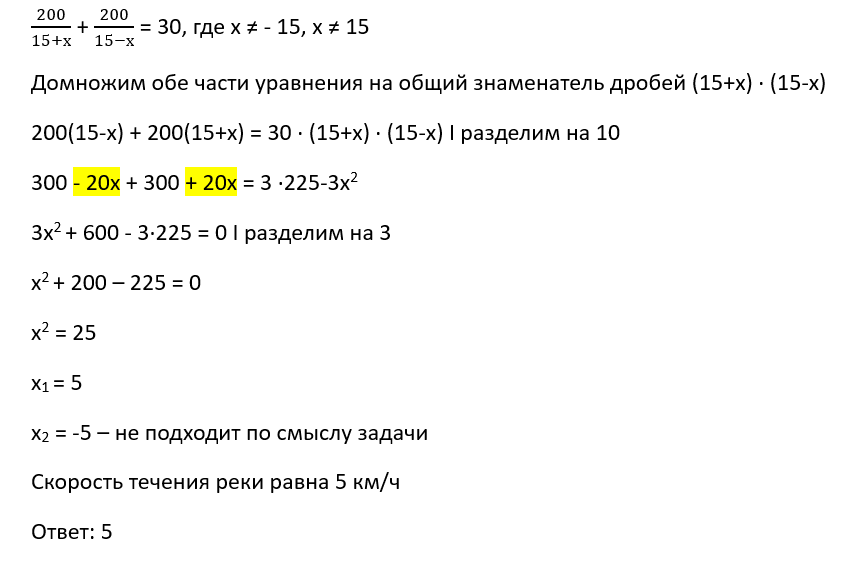 200/(15+x) + 200/(15−x) = 30, где x ≠ - 15, x ≠ 15
Домножим обе части уравнения на общий знаменатель дробей (15+x) · (15-x)
200(15-x) + 200(15+x) = 30 · (15+x) · (15-x) I разделим на 10
300 - 20x + 300 + 20x = 3 ·225-3x²
3x² + 600 - 3·225 = 0 I разделим на 3
x² + 200 – 225 = 0
x² = 25
x₁ = 5
x₂ = -5 – не подходит по смыслу задачи
Скорость течения реки равна 5 км/ч
Ответ: 5